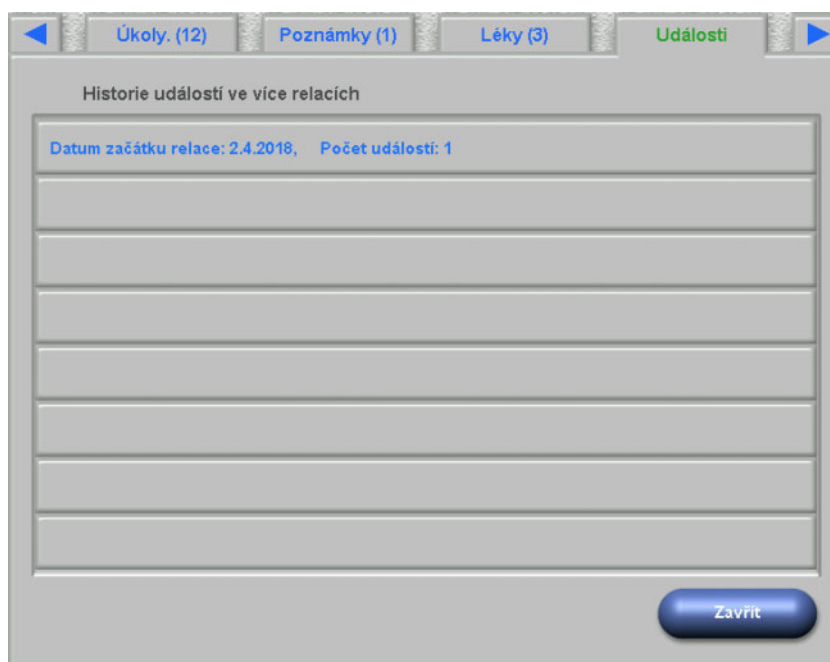 Úkoly. (12) Poznámky (1) Léky (3) Události
Historie událostí ve více relacích
Datum začátku relace: 2.4.2018, Počet událostí: 1
Zavřít